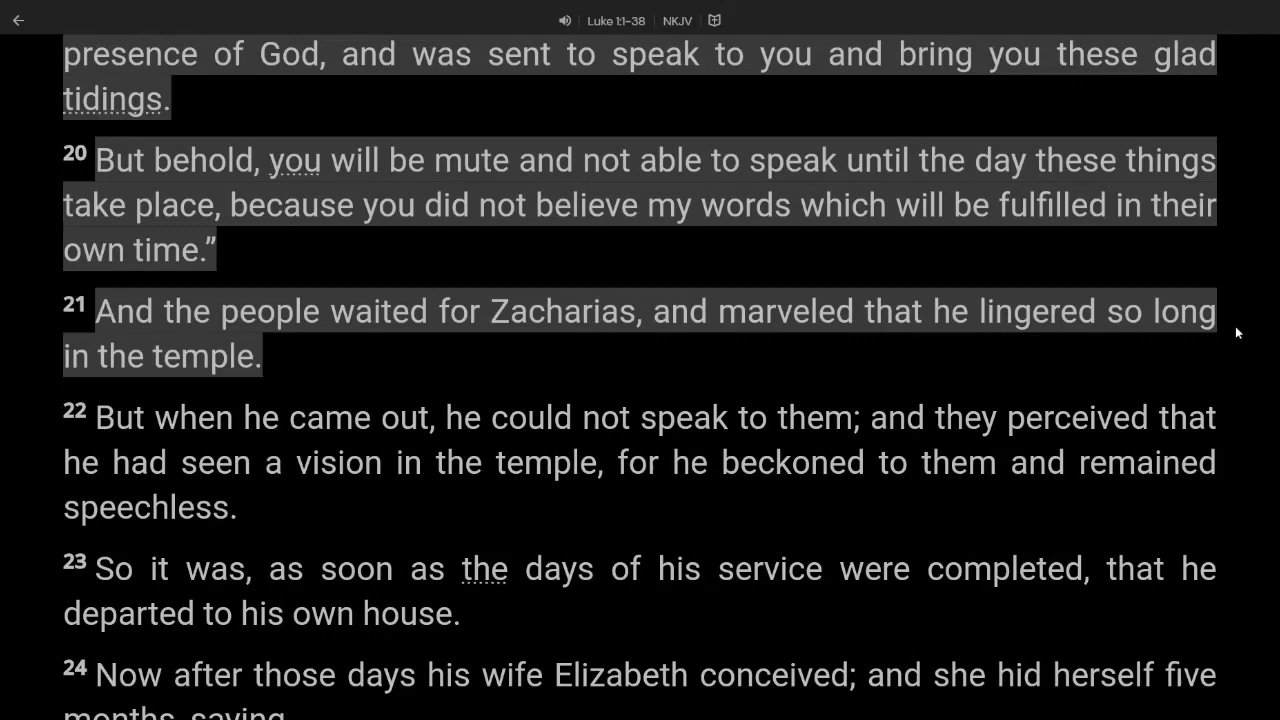 Luke 1:1-38 NKJV
presence of God, and was sent to speak to you and bring you these glad
tidings.
20 But behold, you will be mute and not able to speak until the day these things
take place, because you did not believe my words which will be fulfilled in their
own time.”
21 And the people waited for Zacharias, and marveled that he lingered so long
in the temple.
22 But when he came out, he could not speak to them; and they perceived that
he had seen a vision in the temple, for he beckoned to them and remained
speechless.
23 So it was, as soon as the days of his service were completed, that he
departed to his own house.
24 Now after those days his wife Elizabeth conceived; and she hid herself five
months, saying,